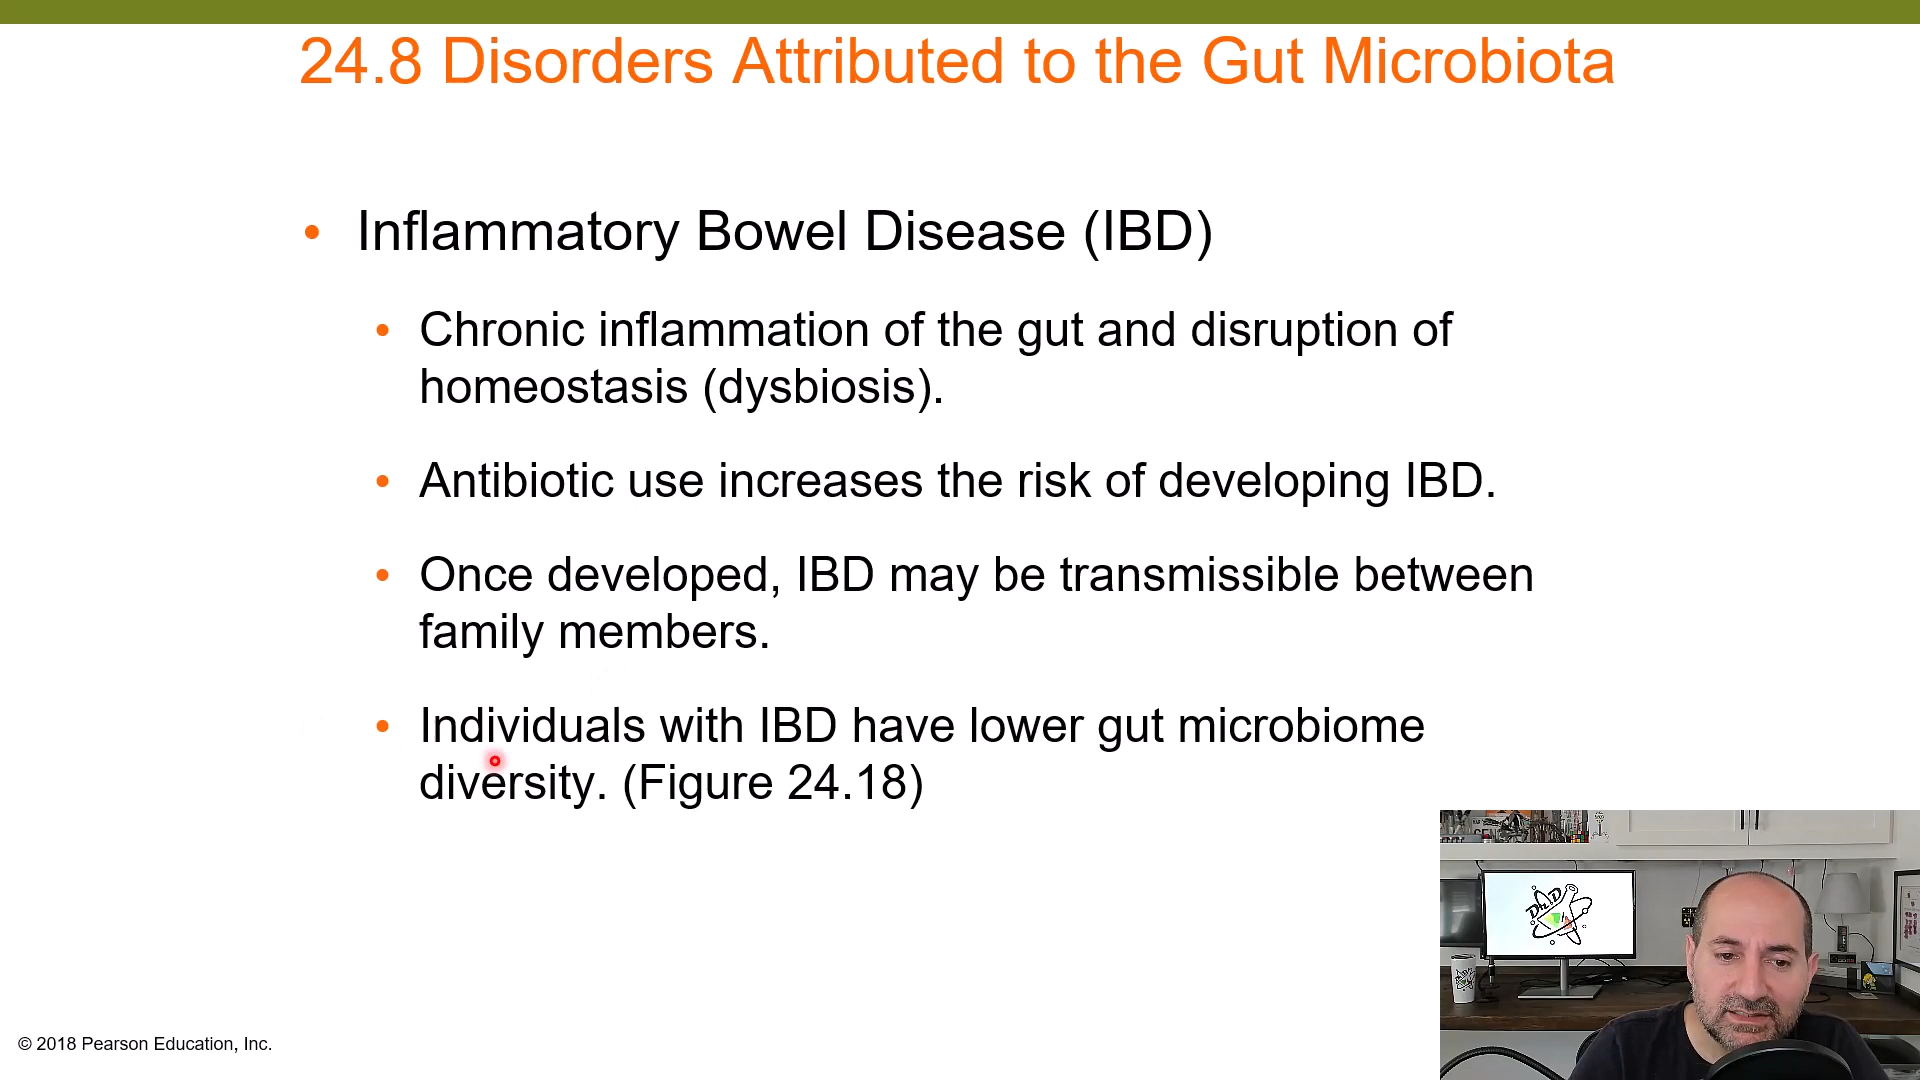 24.8 Disorders Attributed to the Gut Microbiota
• Inflammatory Bowel Disease (IBD)
• Chronic inflammation of the gut and disruption of
homeostasis (dysbiosis).
• Antibiotic use increases the risk of developing IBD.
• Once developed, IBD may be transmissible between
family members.
• Individuals with IBD have lower gut microbiome
diversity. (Figure 24.18)
© 2018 Pearson Education, Inc.